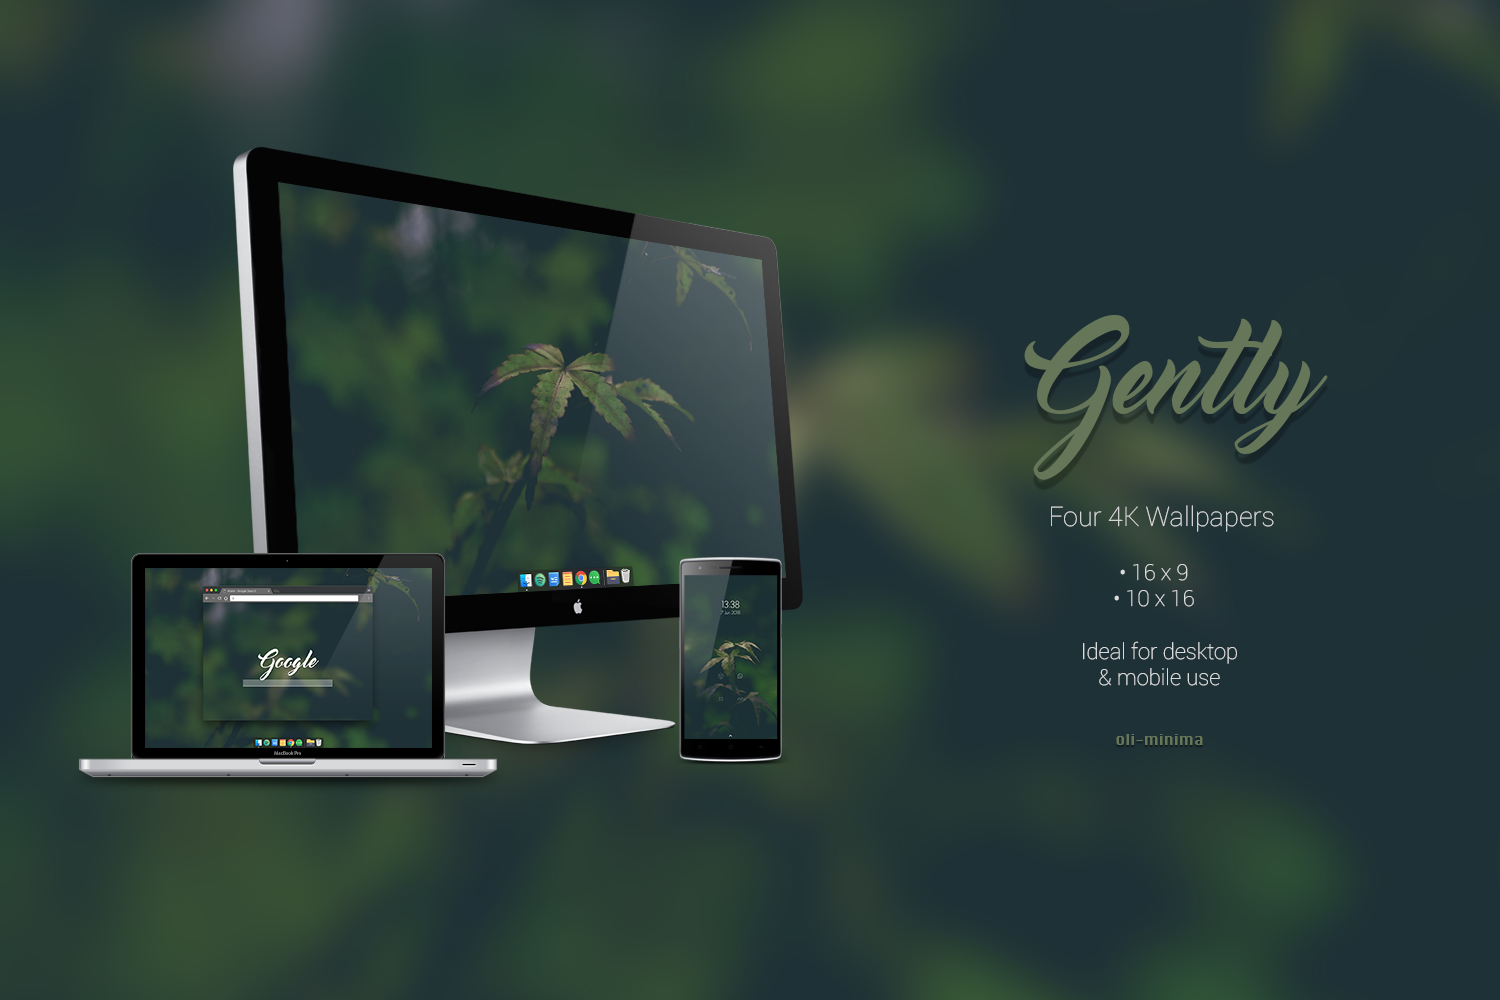 Gently
Four 4K Wallpapers
• 16 x 9
• 10 x 16
Ideal for desktop
& mobile use
oli-minima
Google
MacBook Pro
13:38